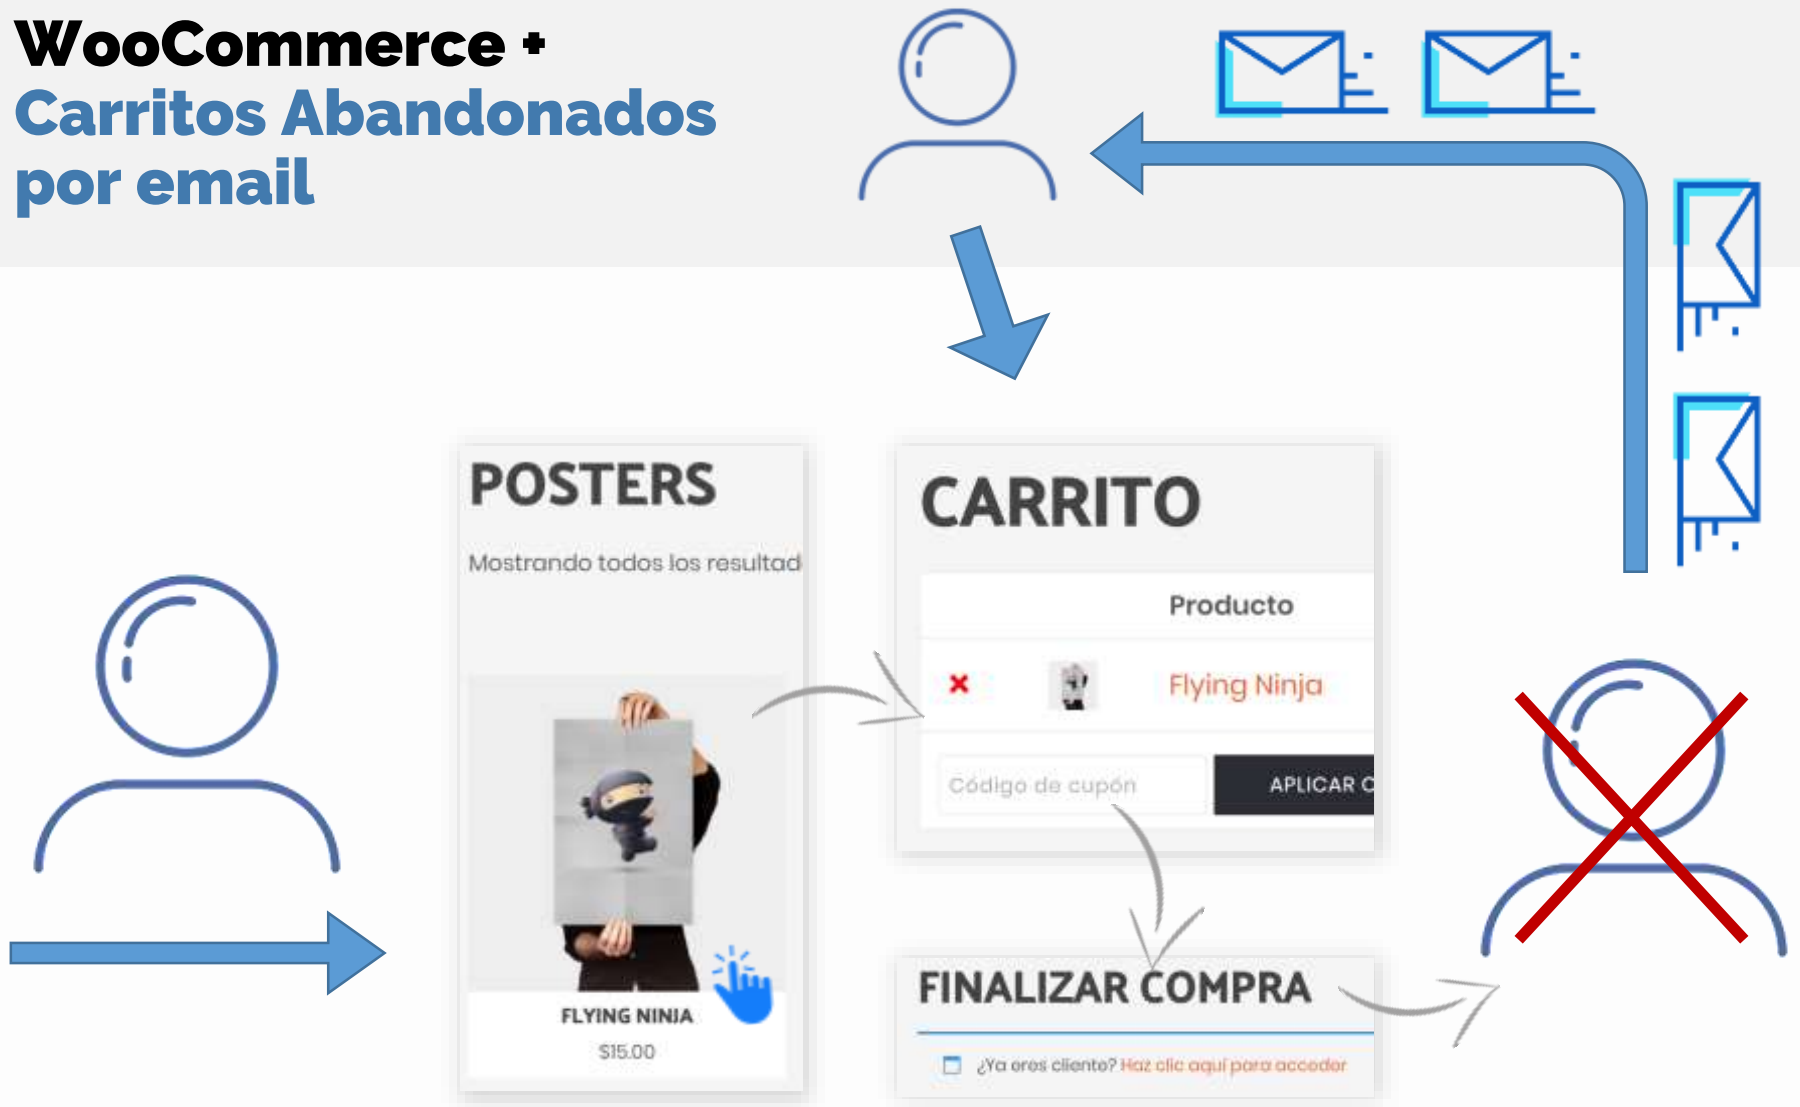 WooCommerce +
Carritos Abandonados
por email
POSTERS
Mostrando todos los resultad
FLYING NINJA
$15.00
CARRITO
Producto
Flying Ninja
Código de cupón
APLICAR C
FINALIZAR COMPRA
¿Ya eres cliente? Haz clic aquí para acceder